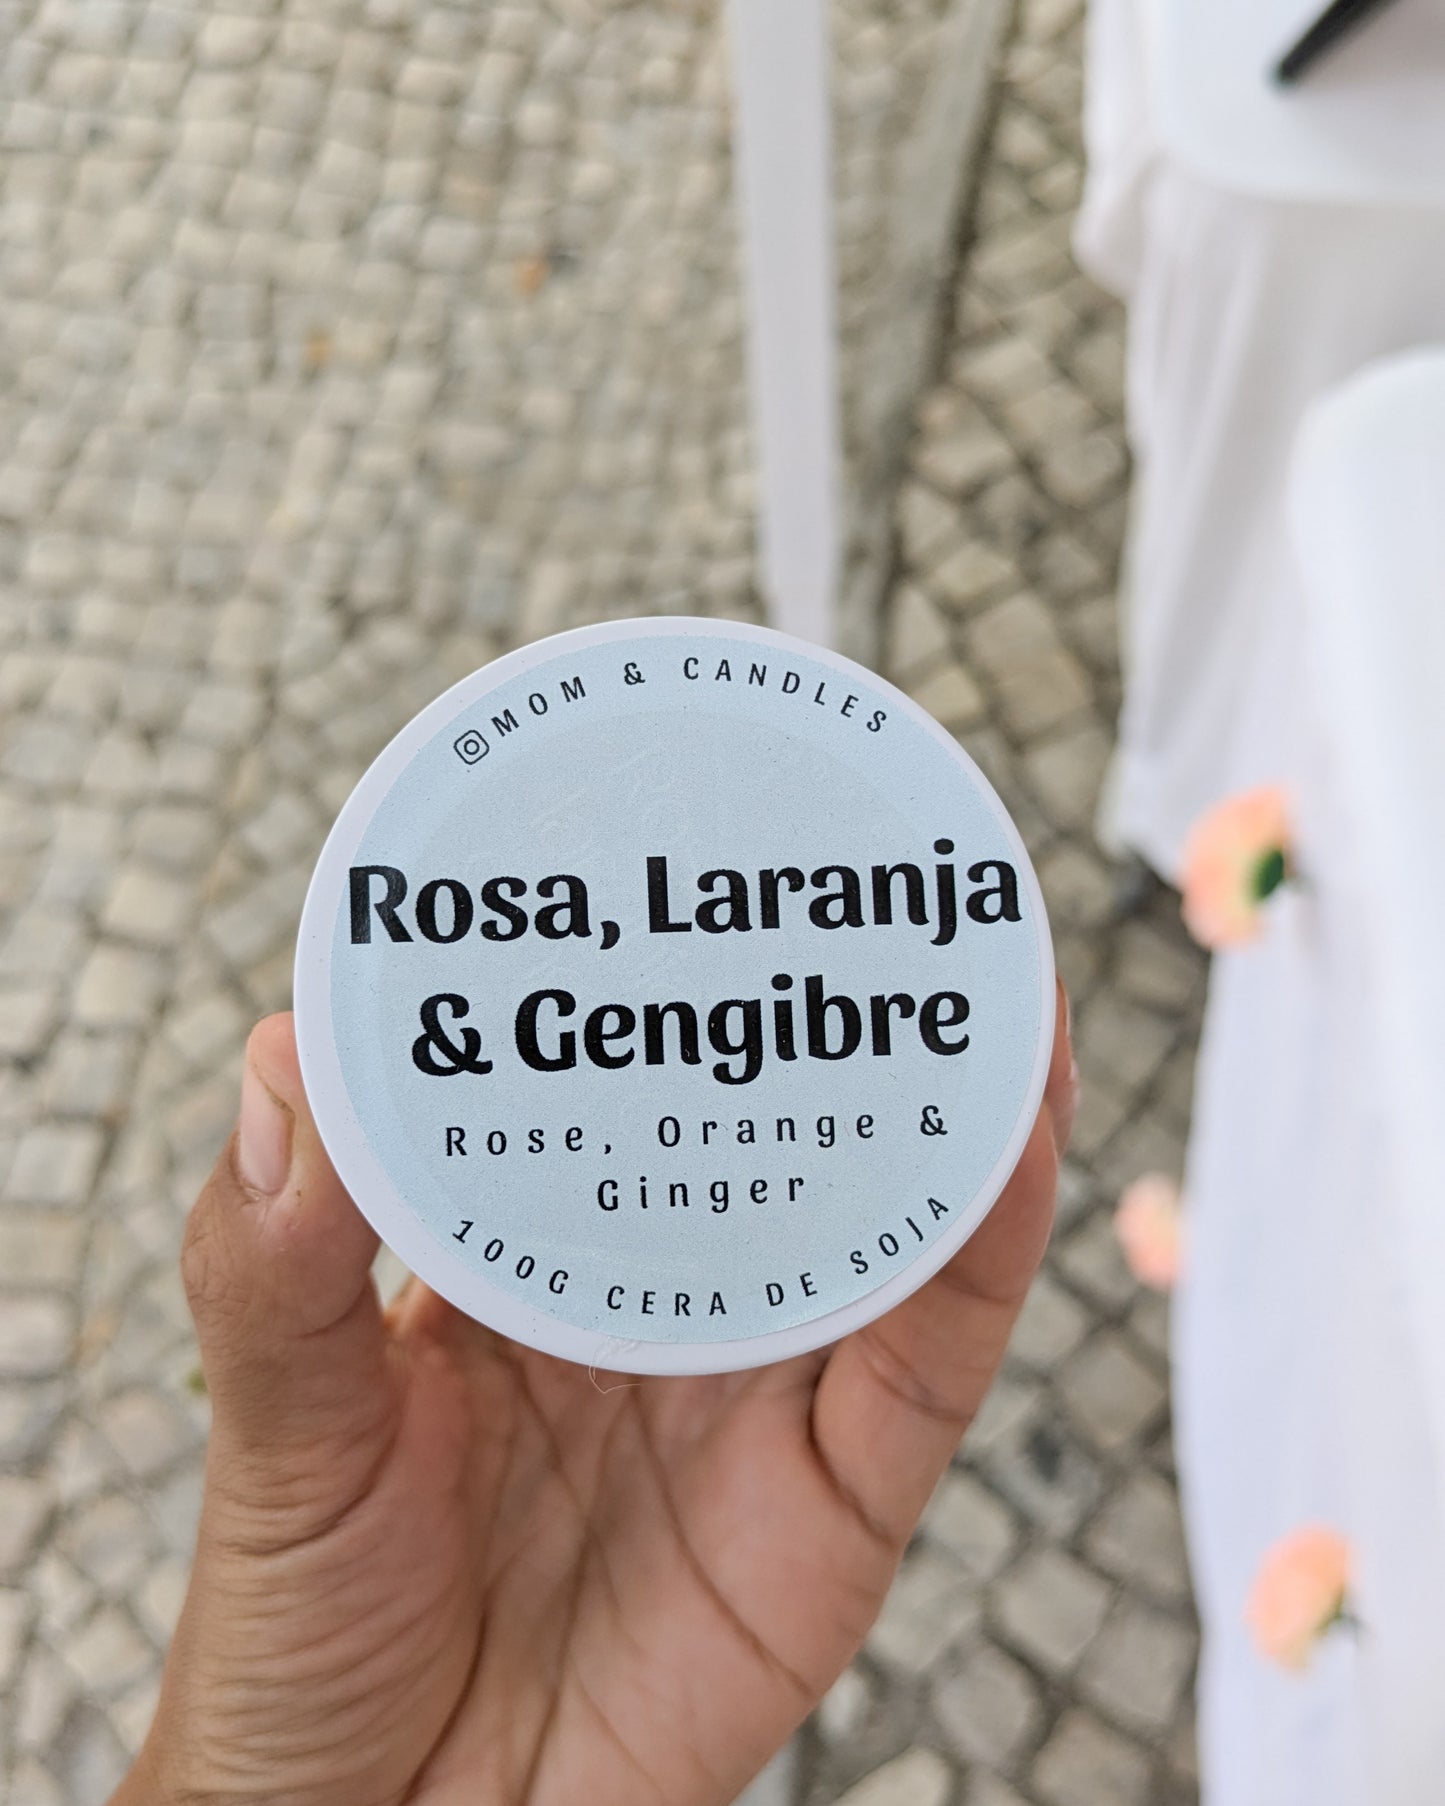 MOM & CANDLES
Rosa, Laranja
& Gengibre
Rose, Orange &
Ginger
100G CERA DE SOJA